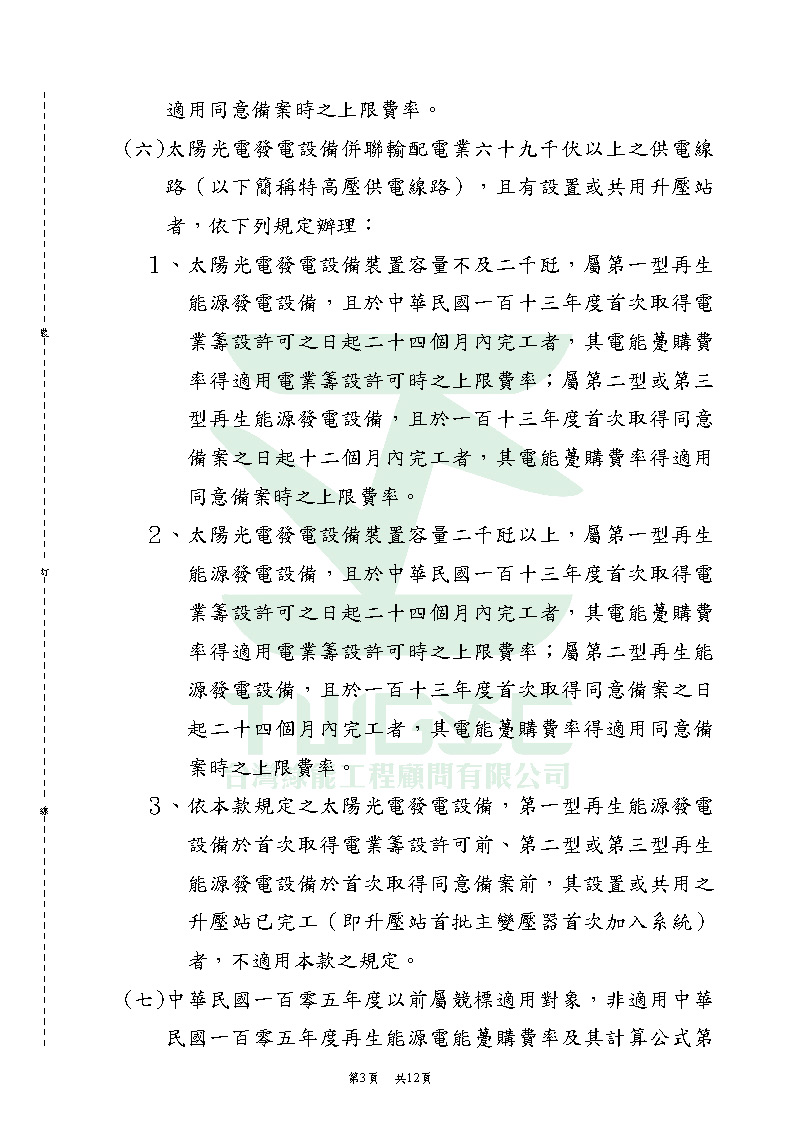 適用同意備案時之上限費率。
(六)太陽光電發電設備併聯輸配電業六十九千伏以上之供電線
路（以下簡稱特高壓供電線路），且有設置或共用升壓站
者，依下列規定辦理：
１、太陽光電發電設備裝置容量不及二千瓩，屬第一型再生
能源發電設備，且於中華民國一百十三年度首次取得電
業籌設許可之日起二十四個月內完工者，其電能躉購費
率得適用電業籌設許可時之上限費率；屬第二型或第三
型再生能源發電設備，且於一百十三年度首次取得同意
備案之日起十二個月內完工者，其電能躉購費率得適用
同意備案時之上限費率。
２、太陽光電發電設備裝置容量二千瓩以上，屬第一型再生
能源發電設備，且於中華民國一百十三年度首次取得電
業籌設許可之日起二十四個月內完工者，其電能躉購費
率得適用電業籌設許可時之上限費率；屬第二型再生能
源發電設備，且於一百十三年度首次取得同意備案之日
起二十四個月內完工者，其電能躉購費率得適用同意備
案時之上限費率。
３、依本款規定之太陽光電發電設備，第一型再生能源發電
設備於首次取得電業籌設許可前、第二型或第三型再生
能源發電設備於首次取得同意備案前，其設置或共用之
升壓站已完工（即升壓站首批主變壓器首次加入系統）
者，不適用本款之規定。
(七)中華民國一百零五年度以前屬競標適用對象，非適用中華
民國一百零五年度再生能源電能躉購費率及其計算公式第
第3頁　共12頁
裝
訂
線
TWGEC
台灣綠能工程顧問有限公司